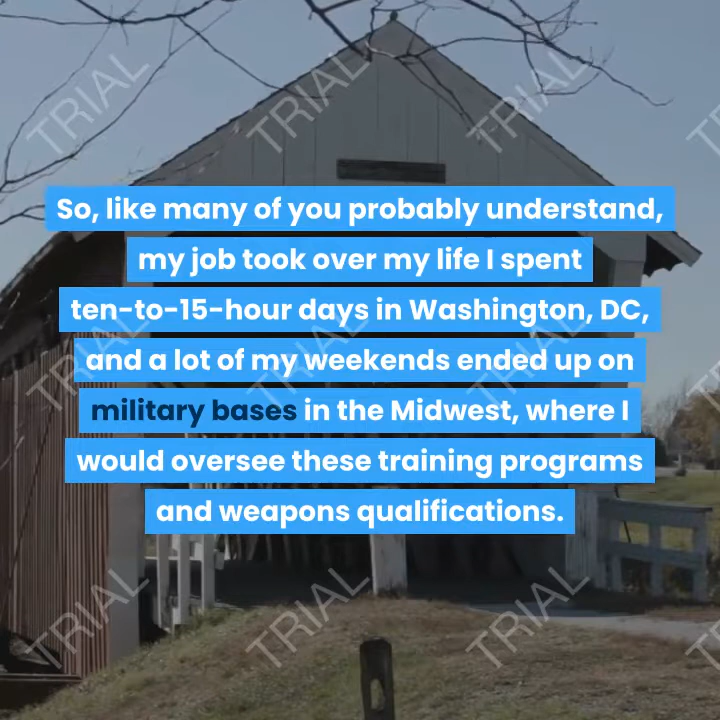 TRIAL TRIAL TRIAL
So, like many of you probably understand,
my job took over my life I spent
ten-to-15-hour days in Washington, DC,
and a lot of my weekends ended up on
military bases in the Midwest, where I
would oversee these training programs
and weapons qualifications.
TRIAL TRIAL TRIAL